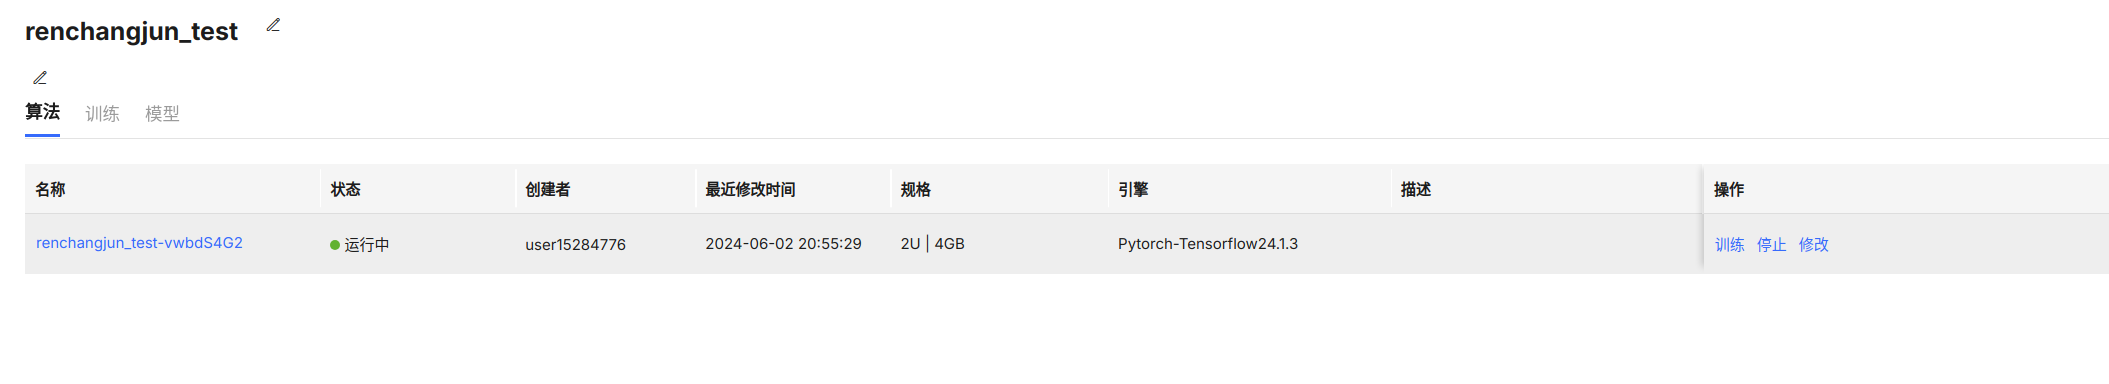 renchangjun_test
算法 训练 模型
名称 状态 创建者 最近修改时间 规格 引擎 描述 操作
renchangjun_test-vwbdS4G2 运行中 user15284776 2024-06-02 20:55:29 2U | 4GB Pytorch-Tensorflow24.1.3 训练 停止 修改